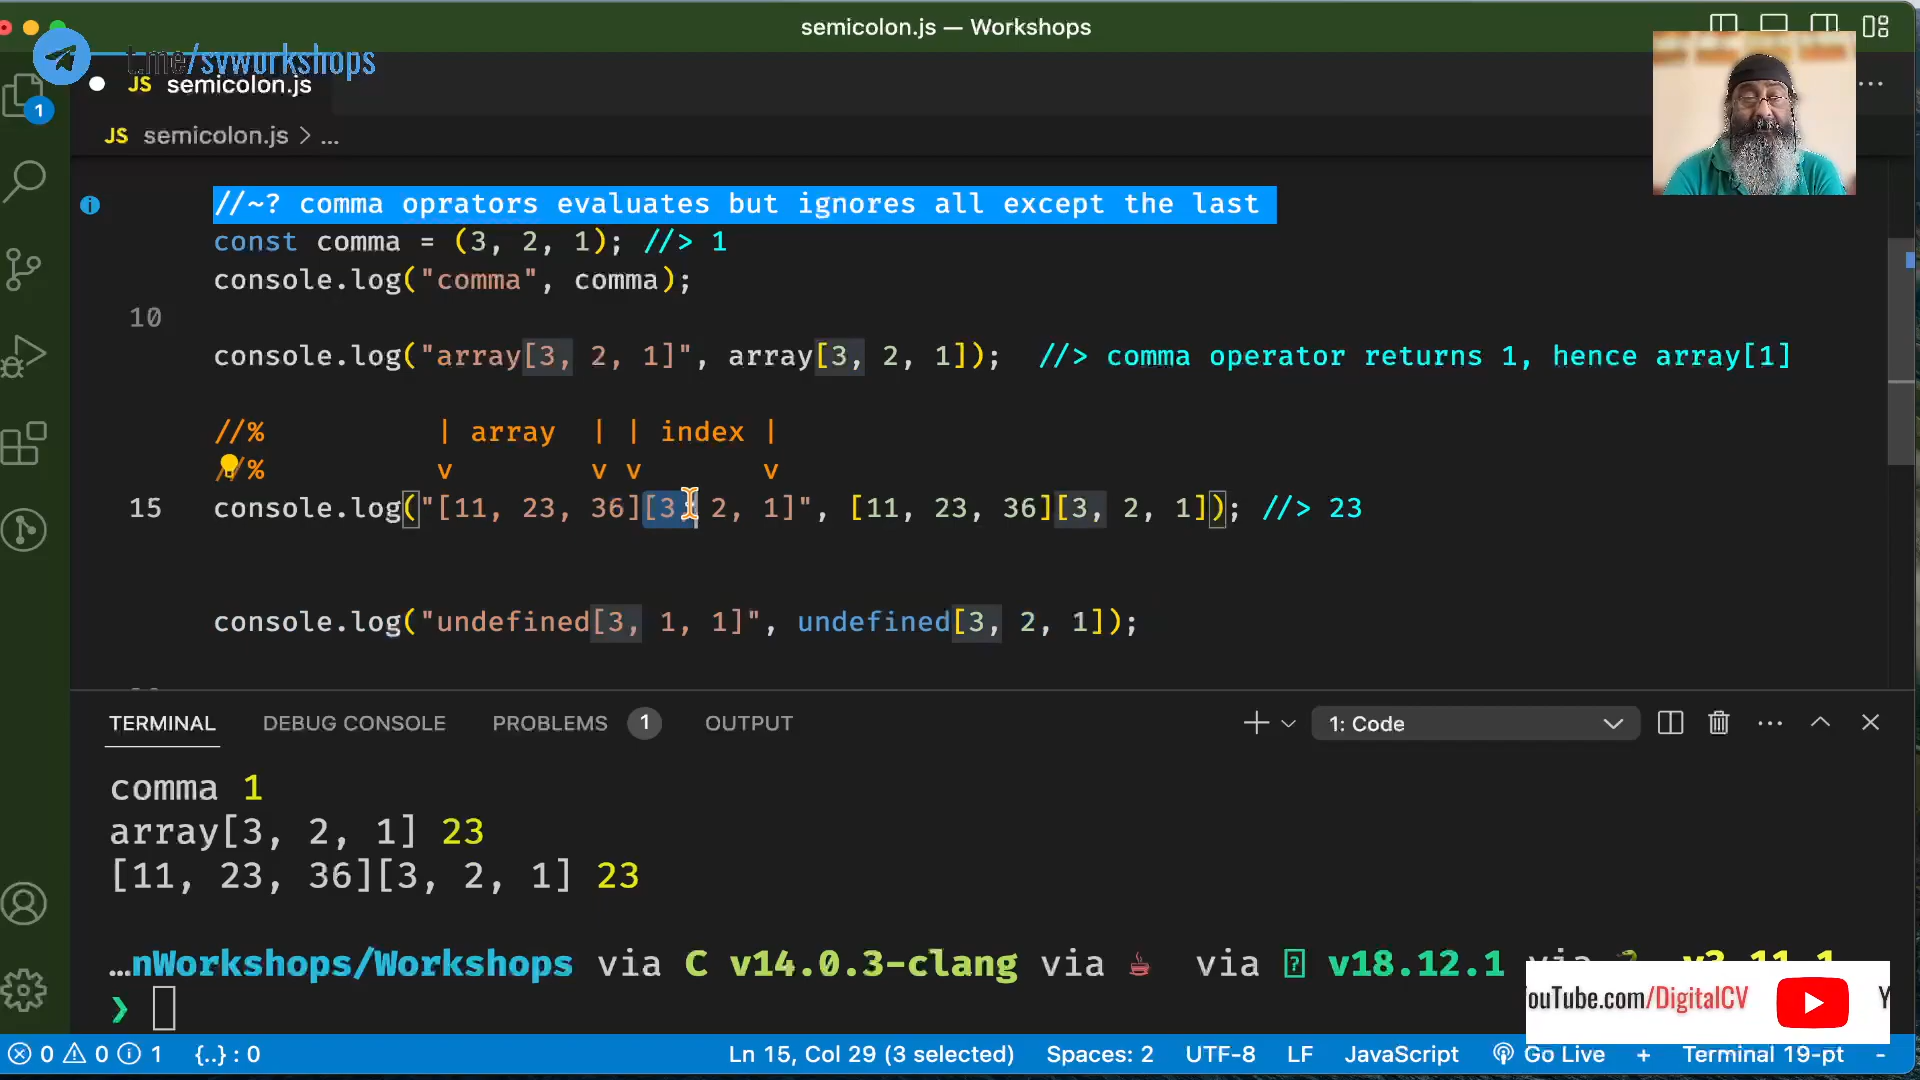 semicolon.js — Workshops
t.me/svworkshops
JS semicolon.js
1
JS semicolon.js > ...
//~? comma oprators evaluates but ignores all except the last
const comma = (3, 2, 1); //> 1
console.log("comma", comma);
10
console.log("array[3, 2, 1]", array[3, 2, 1]); //> comma operator returns 1, hence array[1]
//% | array | | index |
//% v v v v
15 console.log("[11, 23, 36][3, 2, 1]", [11, 23, 36][3, 2, 1]); //> 23
console.log("undefined[3, 1, 1]", undefined[3, 2, 1]);
TERMINAL DEBUG CONSOLE PROBLEMS 1 OUTPUT 1: Code
comma 1
array[3, 2, 1] 23
[11, 23, 36][3, 2, 1] 23
…nWorkshops/Workshops via C v14.0.3-clang via via v18.12.1 via
❯
YouTube.com/DigitalCV
0 0 1 {..} : 0 Ln 15, Col 29 (3 selected) Spaces: 2 UTF-8 LF JavaScript Go Live + Terminal 19-pt -